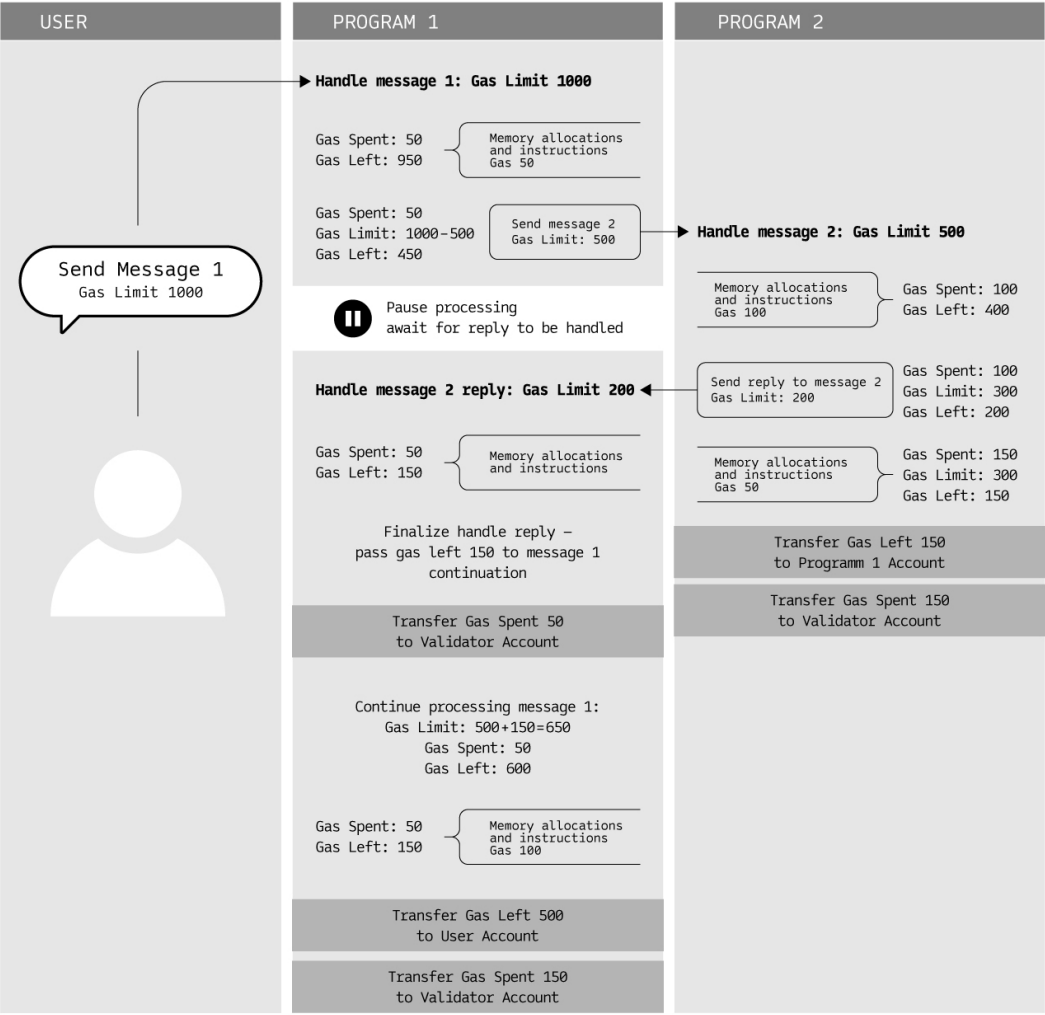 USER
Send Message 1
Gas Limit 1000
PROGRAM 1
Handle message 1: Gas Limit 1000
Gas Spent: 50
Gas Left: 950
Memory allocations
and instructions
Gas 50
Gas Spent: 50
Gas Limit: 1000-500
Gas Left: 450
Send message 2
Gas Limit: 500
Pause processing
await for reply to be handled
Handle message 2 reply: Gas Limit 200
Gas Spent: 50
Gas Left: 150
Memory allocations
and instructions
Finalize handle reply –
pass gas left 150 to message 1
continuation
Transfer Gas Spent 50
to Validator Account
Continue processing message 1:
Gas Limit: 500+150=650
Gas Spent: 50
Gas Left: 600
Gas Spent: 50
Gas Left: 150
Memory allocations
and instructions
Gas 100
Transfer Gas Left 500
to User Account
Transfer Gas Spent 150
to Validator Account
PROGRAM 2
Handle message 2: Gas Limit 500
Memory allocations
and instructions
Gas 100
Gas Spent: 100
Gas Left: 400
Send reply to message 2
Gas Limit: 200
Gas Spent: 100
Gas Limit: 300
Gas Left: 200
Memory allocations
and instructions
Gas 50
Gas Spent: 150
Gas Limit: 300
Gas Left: 150
Transfer Gas Left 150
to Programm 1 Account
Transfer Gas Spent 150
to Validator Account